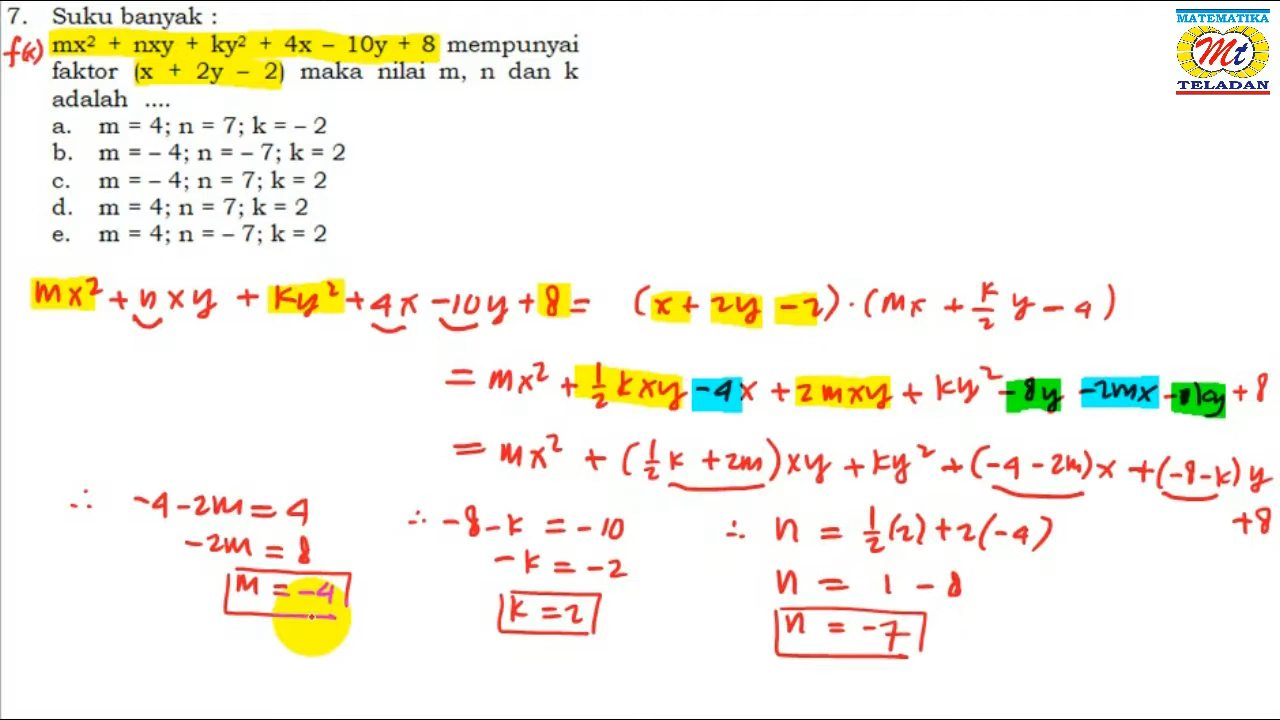 7. Suku banyak :
f(x) mx² + nxy + ky² + 4x – 10y + 8 mempunyai
faktor (x + 2y – 2) maka nilai m, n dan k
adalah ....
a. m = 4; n = 7; k = – 2
b. m = – 4; n = – 7; k = 2
c. m = – 4; n = 7; k = 2
d. m = 4; n = 7; k = 2
e. m = 4; n = – 7; k = 2
MATEMATIKA
Mt
TELADAN
mx² + nxy + ky² + 4x - 10y + 8 = (x + 2y - 2) · (mx + k/2 y - 4)
= mx² + ½kxy - 4x + 2mxy + ky² - 8y - 2mx - ky + 8
= mx² + (½k + 2m)xy + ky² + (-4 - 2m)x + (-8 - k)y
+8
∴ -4 - 2m = 4
-2m = 8
m = -4
∴ -8 - k = -10
-k = -2
k = 2
∴ n = ½(2) + 2(-4)
n = 1 - 8
n = -7